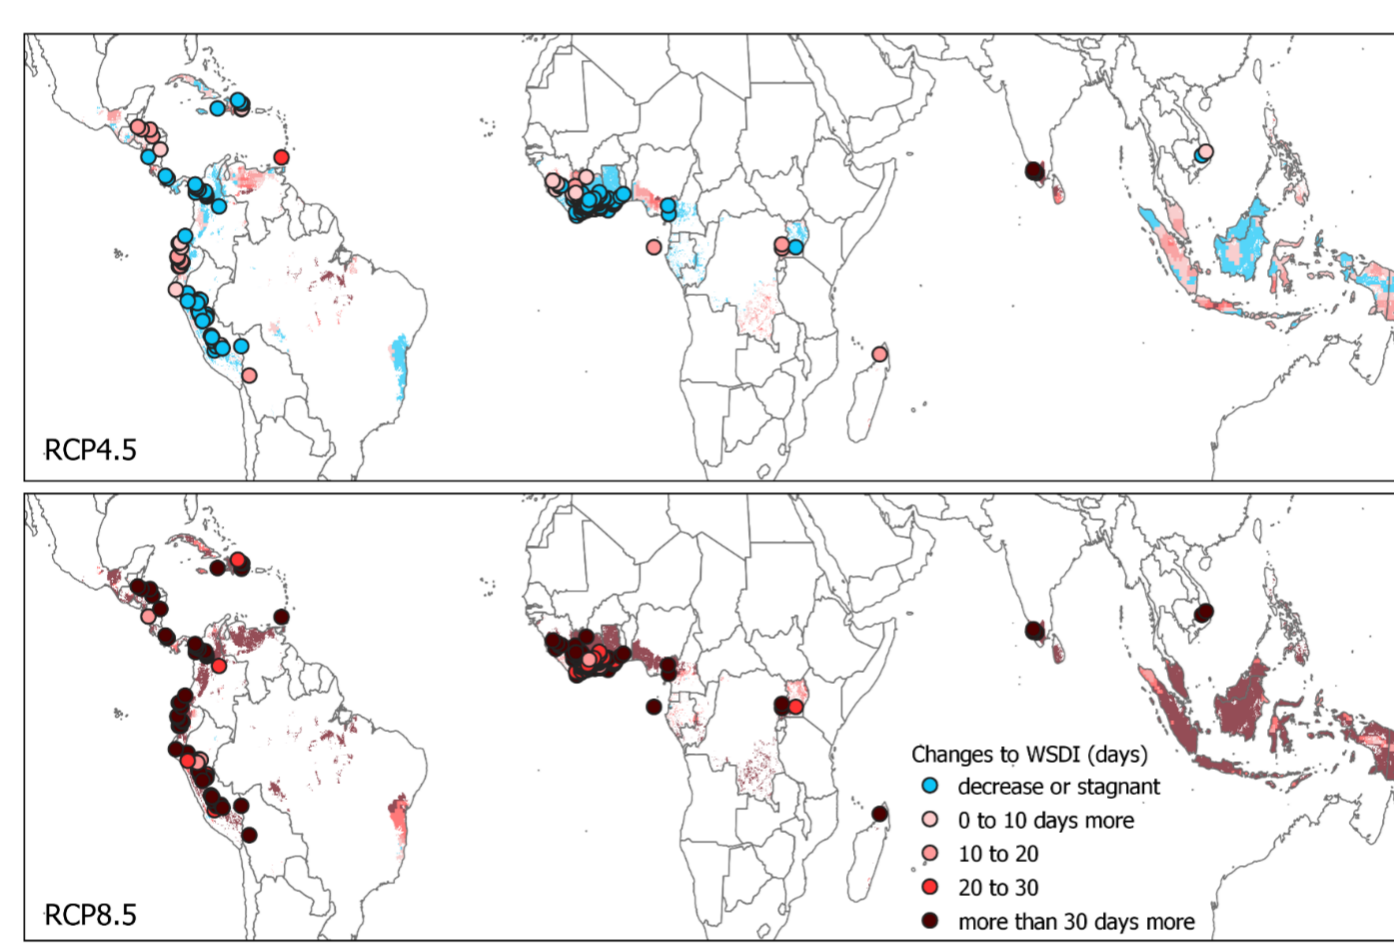 RCP4.5
RCP8.5
Changes to WSDI (days)
decrease or stagnant
0 to 10 days more
10 to 20
20 to 30
more than 30 days more